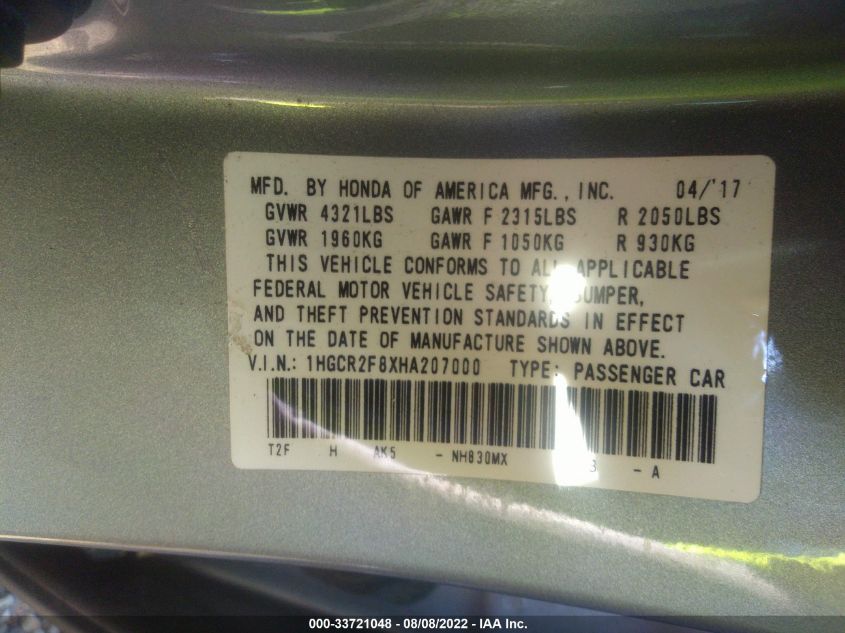 MFD. BY HONDA OF AMERICA MFG., INC. 04/'17
GVWR 4321LBS GAWR F 2315LBS R 2050LBS
GVWR 1960KG GAWR F 1050KG R 930KG
THIS VEHICLE CONFORMS TO ALL APPLICABLE
FEDERAL MOTOR VEHICLE SAFETY, BUMPER,
AND THEFT PREVENTION STANDARDS IN EFFECT
ON THE DATE OF MANUFACTURE SHOWN ABOVE.
V.I.N.: 1HGCR2F8XHA207000 TYPE: PASSENGER CAR
T2F H AK5 - NH830MX - A
000-33721048 - 08/08/2022 - IAA Inc.